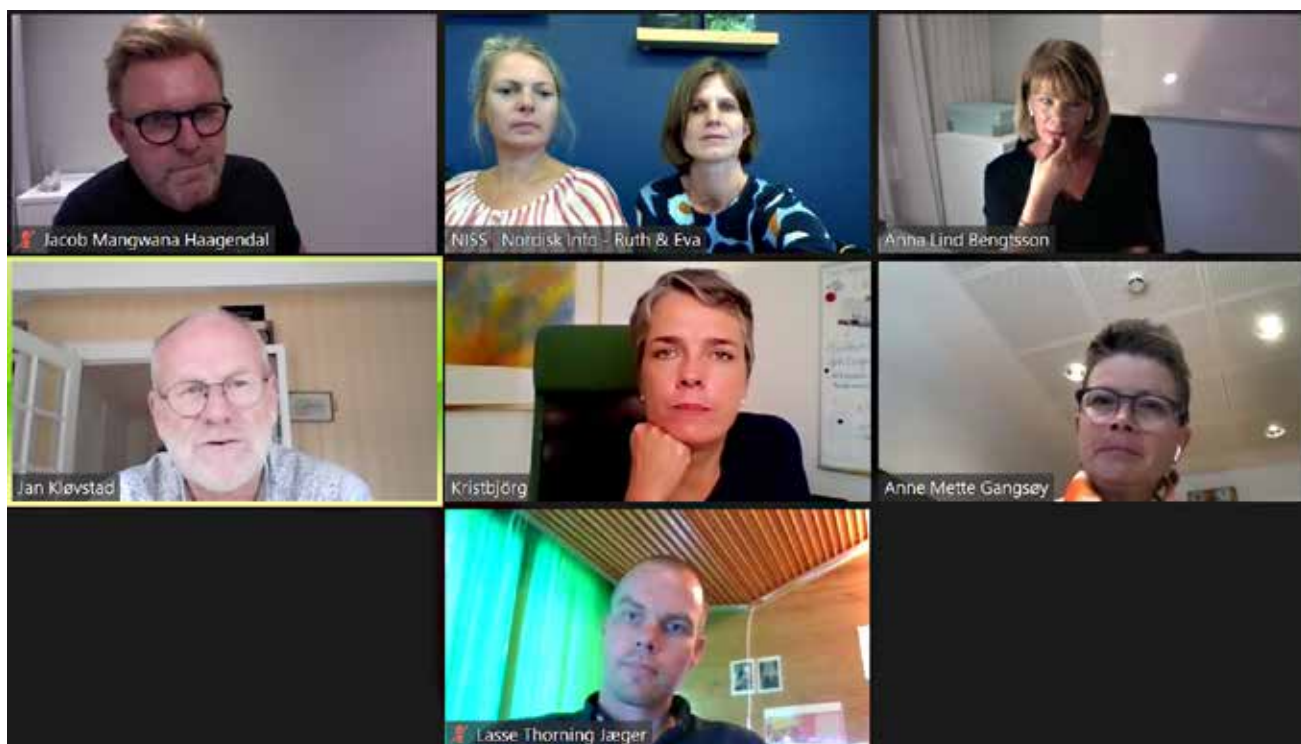 Jacob Mangwana Haagendal
NISS_ Nordisk Info - Ruth & Eva
Anna Lind Bengtsson
Jan Kløvstad
Kristbjörg
Anne Mette Gangsøy
Lasse Thorning Jæger